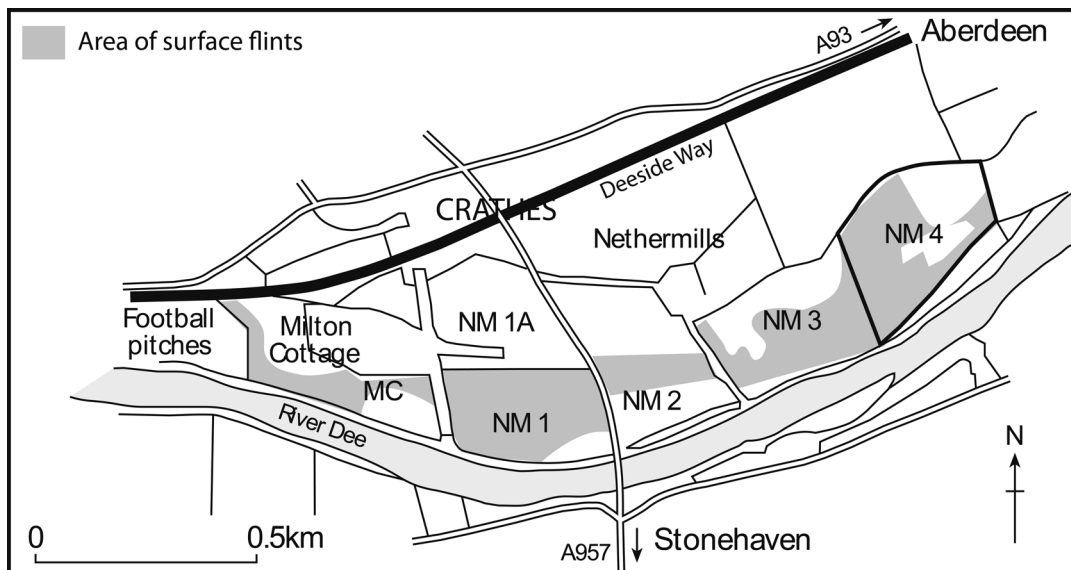 Area of surface flints
A93
Aberdeen
Deeside Way
CRATHES
Nethermills
NM 4
Football
pitches
Milton
Cottage
NM 1A
NM 3
MC
NM 2
NM 1
River Dee
N
0
0.5km
A957
Stonehaven